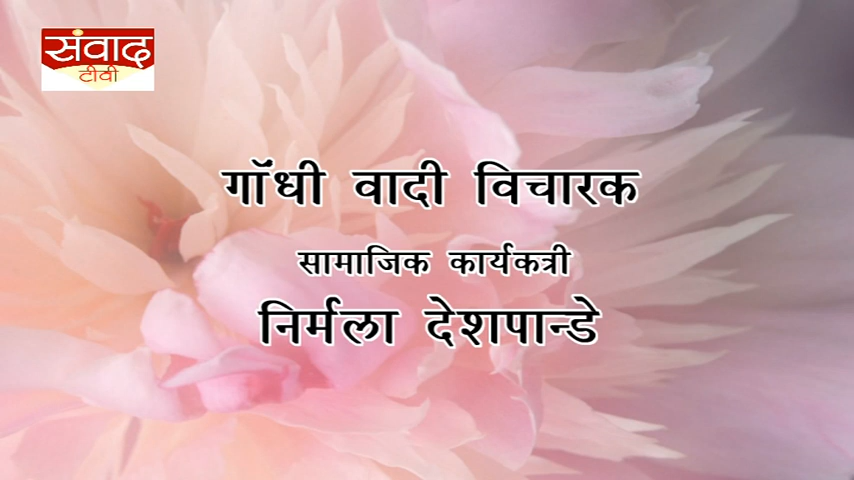 संवाद
टीवी
गाॅंधी वादी विचारक
सामाजिक कार्यकत्री
निर्मला देशपान्डे